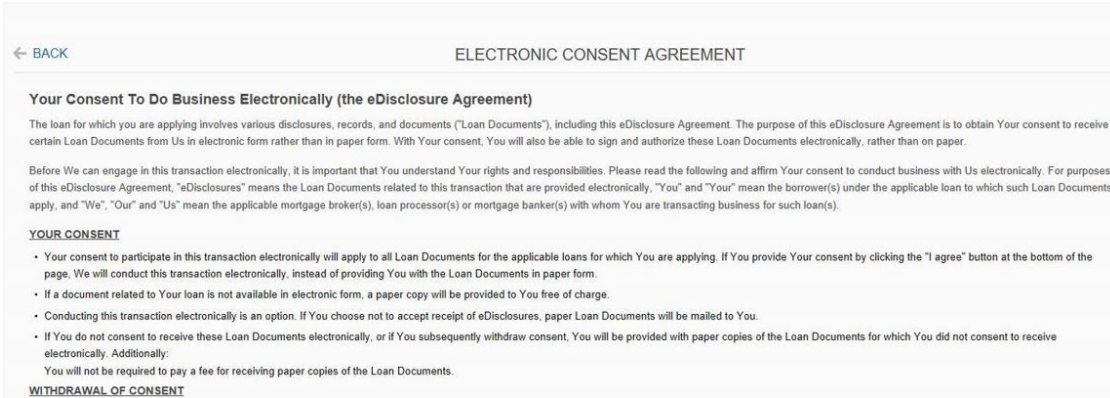 ← BACK
ELECTRONIC CONSENT AGREEMENT
Your Consent To Do Business Electronically (the eDisclosure Agreement)
The loan for which you are applying involves various disclosures, records, and documents ("Loan Documents"), including this eDisclosure Agreement. The purpose of this eDisclosure Agreement is to obtain Your consent to receive
certain Loan Documents from Us in electronic form rather than in paper form. With Your consent, You will also be able to sign and authorize these Loan Documents electronically, rather than on paper.
Before We can engage in this transaction electronically, it is important that You understand Your rights and responsibilities. Please read the following and affirm Your consent to conduct business with Us electronically. For purposes
of this eDisclosure Agreement, "eDisclosures" means the Loan Documents related to this transaction that are provided electronically, "You" and "Your" mean the borrower(s) under the applicable loan to which such Loan Documents
apply, and "We", "Our" and "Us" mean the applicable mortgage broker(s), loan processor(s) or mortgage banker(s) with whom You are transacting business for such loan(s).
YOUR CONSENT
• Your consent to participate in this transaction electronically will apply to all Loan Documents for the applicable loans for which You are applying. If You provide Your consent by clicking the "I agree" button at the bottom of the
page, We will conduct this transaction electronically, instead of providing You with the Loan Documents in paper form.
• If a document related to Your loan is not available in electronic form, a paper copy will be provided to You free of charge.
• Conducting this transaction electronically is an option. If You choose not to accept receipt of eDisclosures, paper Loan Documents will be mailed to You.
• If You do not consent to receive these Loan Documents electronically, or if You subsequently withdraw consent, You will be provided with paper copies of the Loan Documents for which You did not consent to receive
electronically. Additionally:
You will not be required to pay a fee for receiving paper copies of the Loan Documents.
WITHDRAWAL OF CONSENT